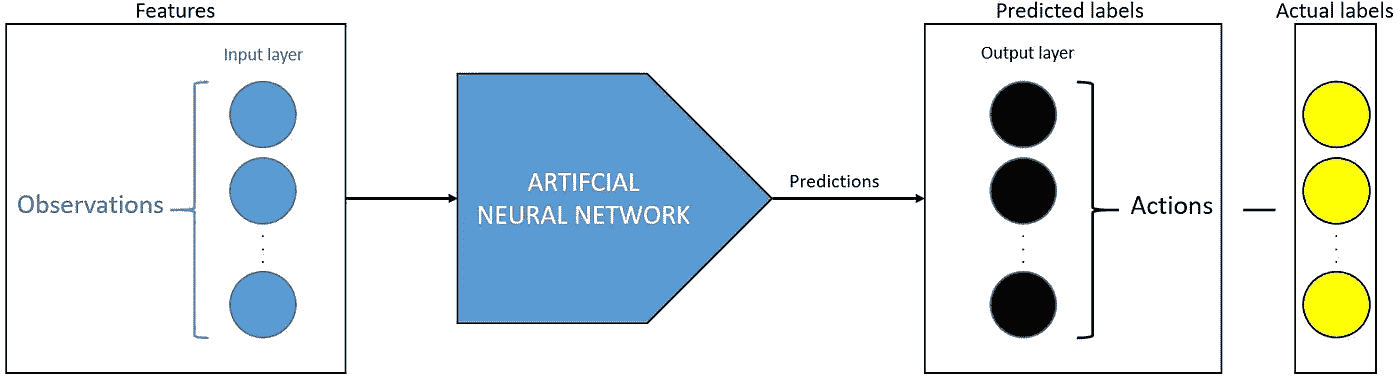 Features
Input layer
Observations
ARTIFCIAL
NEURAL NETWORK
Predictions
Predicted labels
Output layer
Actions
Actual labels